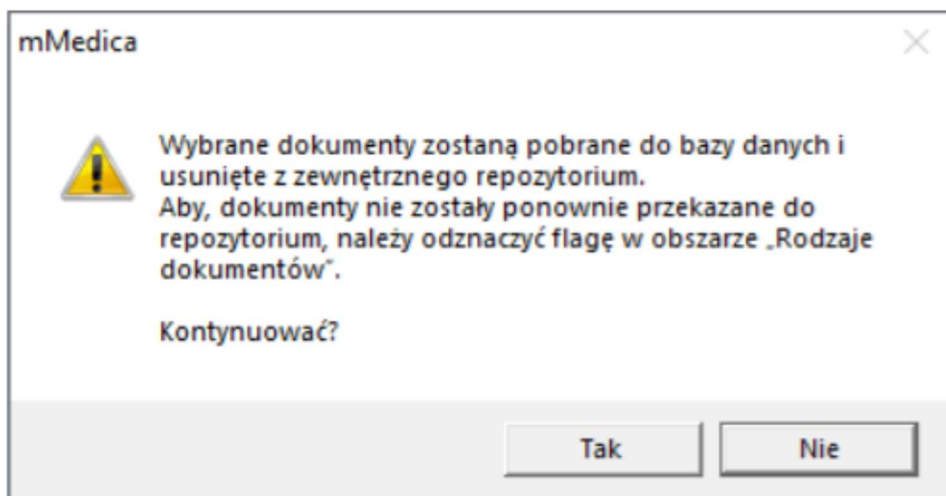 mMedica
Wybrane dokumenty zostaną pobrane do bazy danych i
usunięte z zewnętrznego repozytorium.
Aby, dokumenty nie zostały ponownie przekazane do
repozytorium, należy odznaczyć flagę w obszarze „Rodzaje
dokumentów”.
Kontynuować?
Tak
Nie